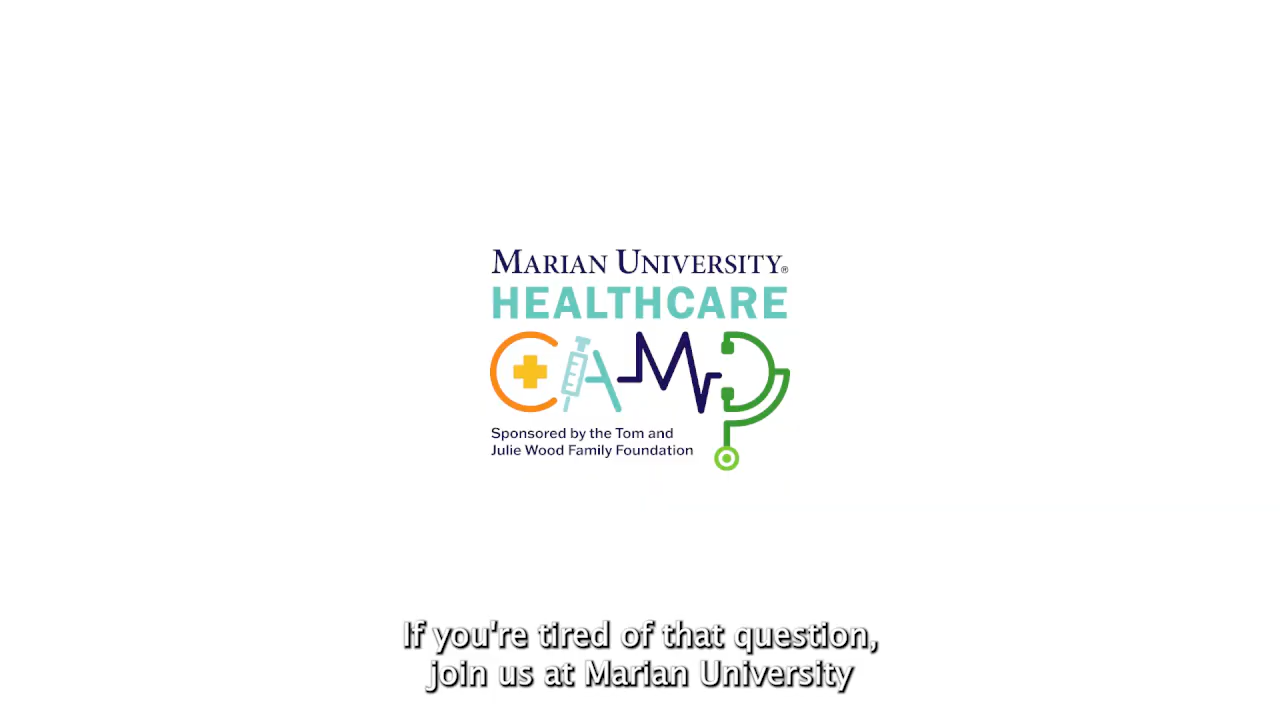 MARIAN UNIVERSITY®
HEALTHCARE
CAMP
Sponsored by the Tom and
Julie Wood Family Foundation
If you're tired of that question,
join us at Marian University